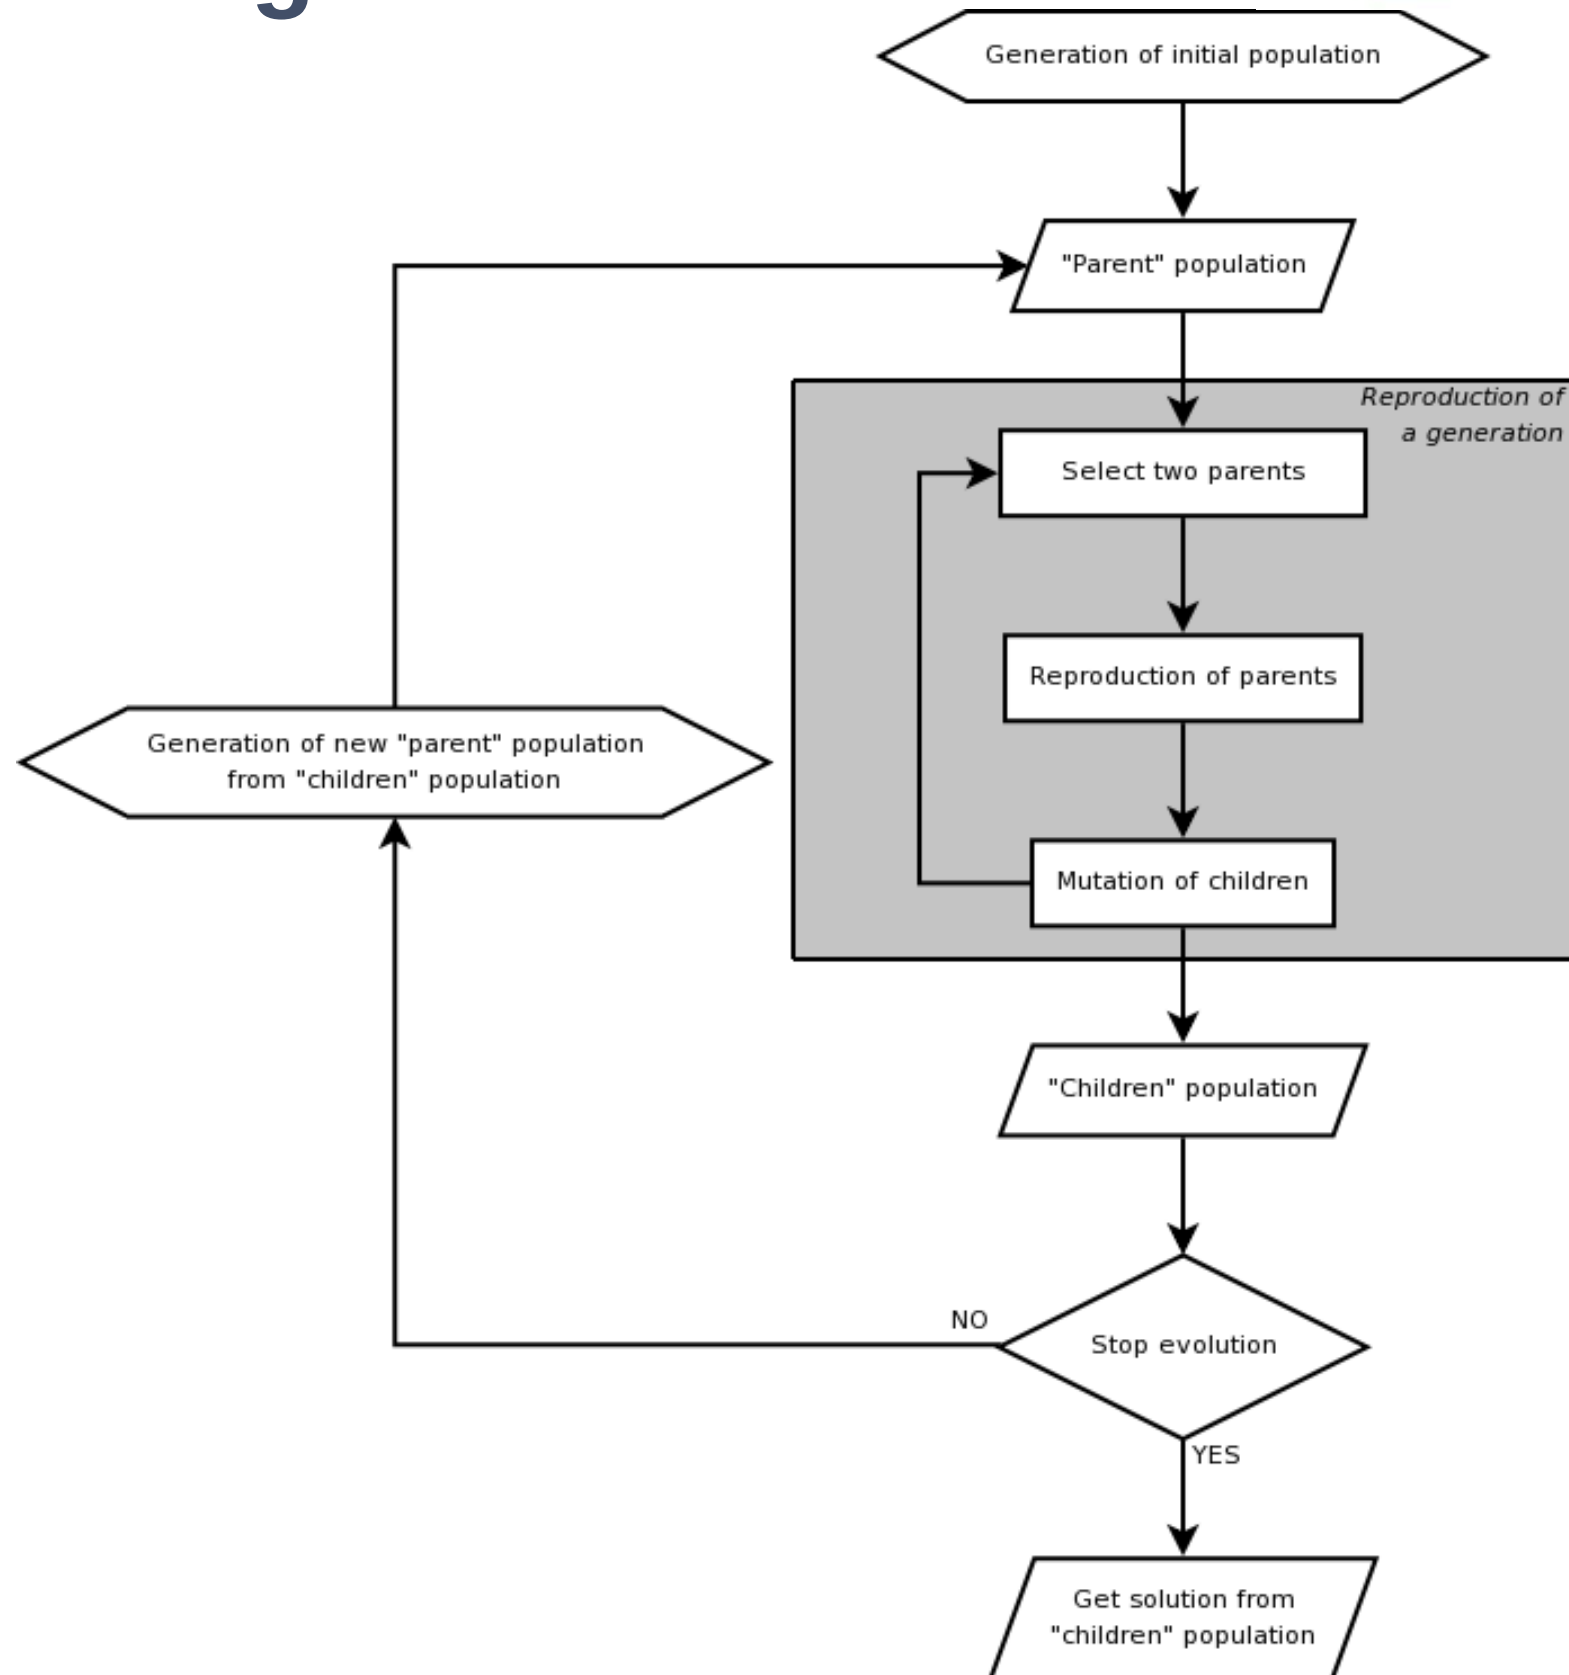 Generation of initial population
"Parent" population
Reproduction of
a generation
Select two parents
Reproduction of parents
Generation of new "parent" population
from "children" population
Mutation of children
"Children" population
NO
Stop evolution
YES
Get solution from
"children" population